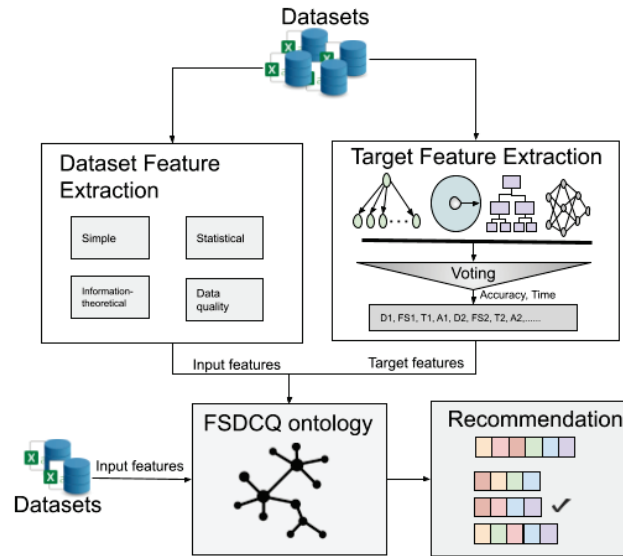 Datasets
Dataset Feature
Extraction
Simple
Statistical
Information-
theoretical
Data
quality
Target Feature Extraction
Voting
Accuracy, Time
D1, FS1, T1, A1, D2, FS2, T2, A2,......
Input features
Target features
FSDCQ ontology
Recommendation
Input features
Datasets